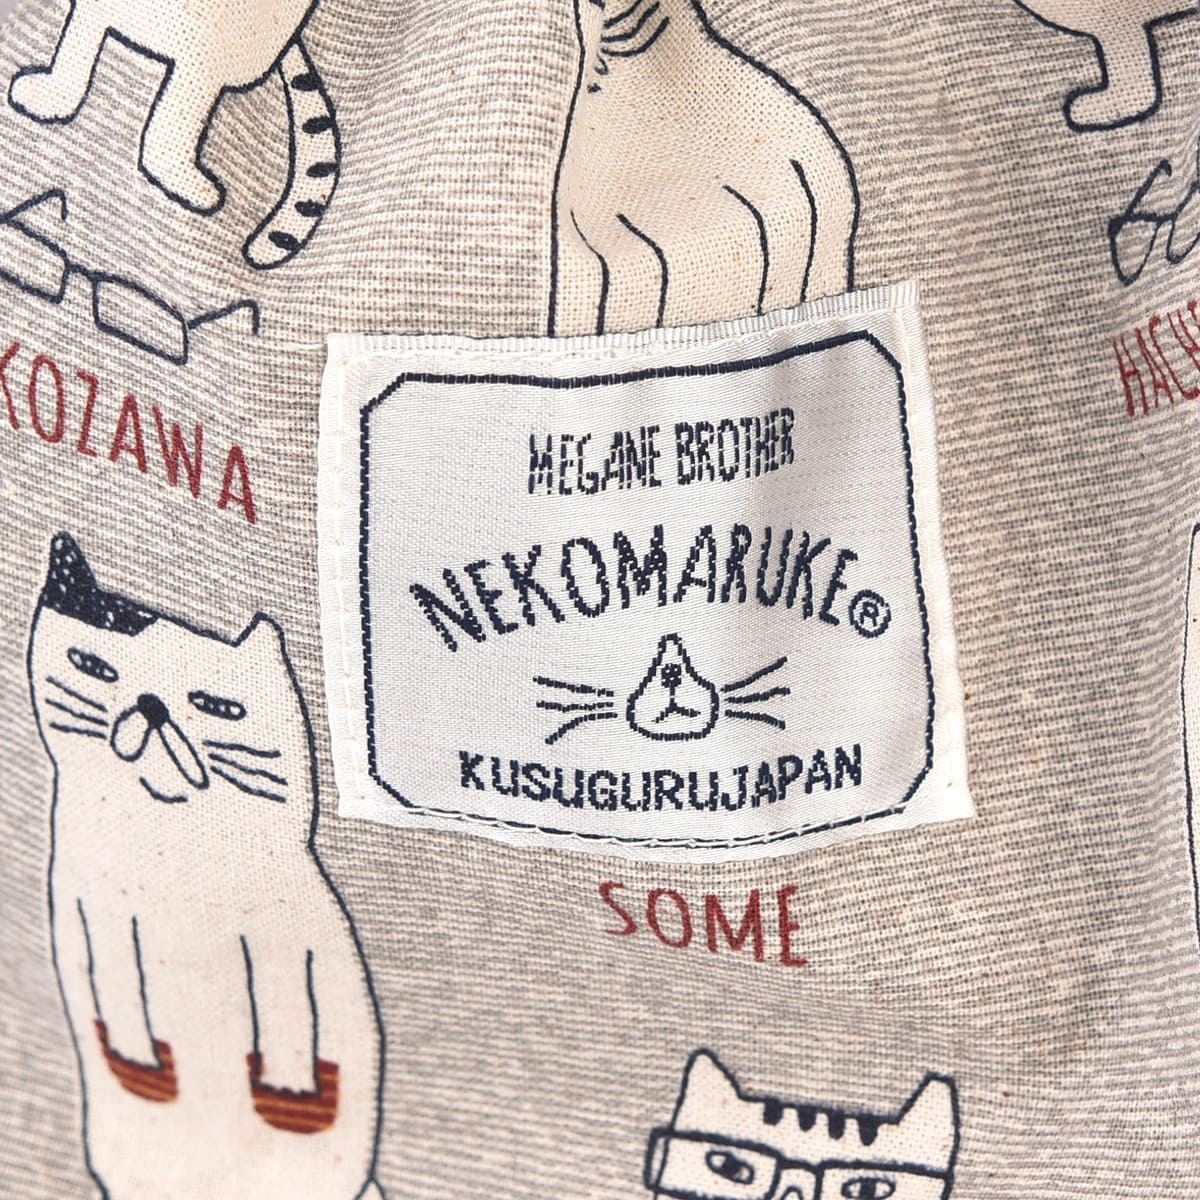 KOZAWA
MEGANE BROTHER
NEKOMARUKE®
KUSUGURUJAPAN
SOME